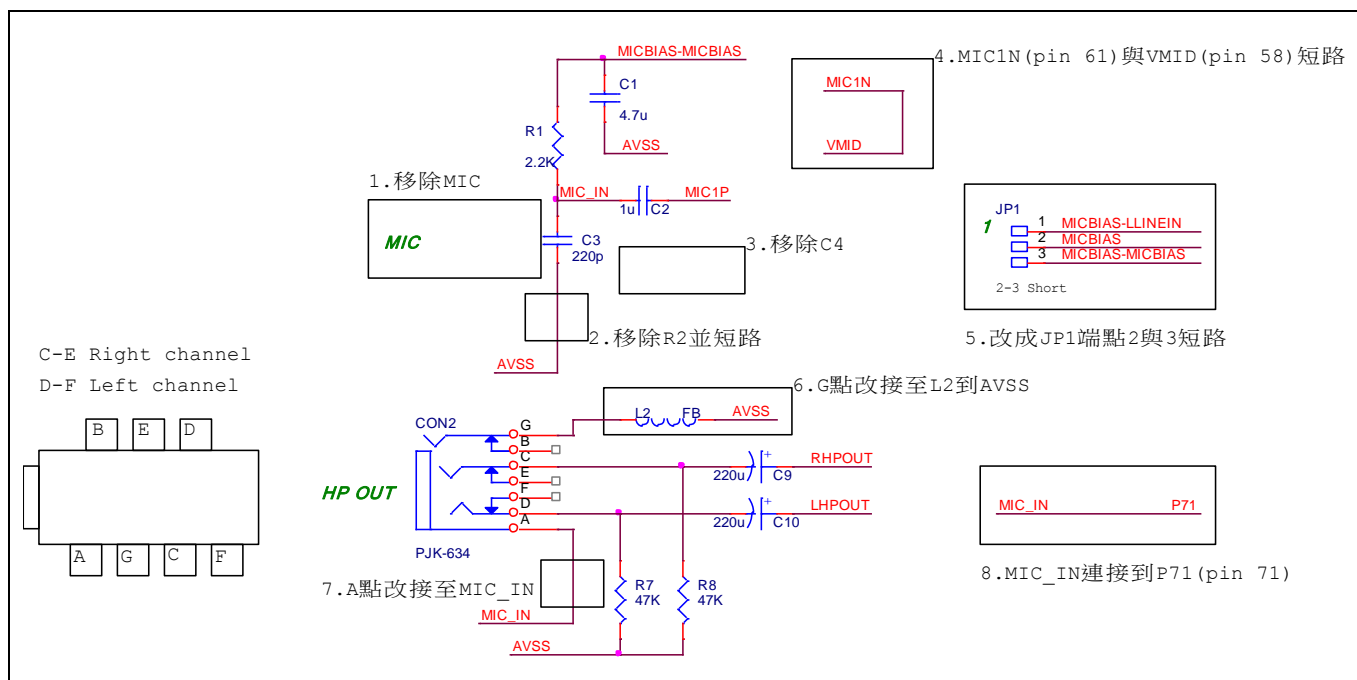 MICBIAS-MICBIAS
4.MIC1N(pin 61)與VMID(pin 58)短路
C1
4.7u
MIC1N
R1
2.2K
AVSS
VMID
1.移除MIC
MIC_IN
MIC1P
1u
C2
JP1
1
1
MICBIAS-LLINEIN
2
MICBIAS
3
MICBIAS-MICBIAS
2-3 Short
MIC
C3
220p
3.移除C4
2.移除R2並短路
5.改成JP1端點2與3短路
AVSS
C-E Right channel
D-F Left channel
6.G點改接至L2到AVSS
B
E
D
A
G
C
F
CON2
G
B
C
E
F
D
A
L2
FB
AVSS
HP OUT
220u
+
C9
RHPOUT
220u
+
C10
LHPOUT
MIC_IN
P71
PJK-634
7.A點改接至MIC_IN
R7
47K
R8
47K
8.MIC_IN連接到P71(pin 71)
MIC_IN
AVSS